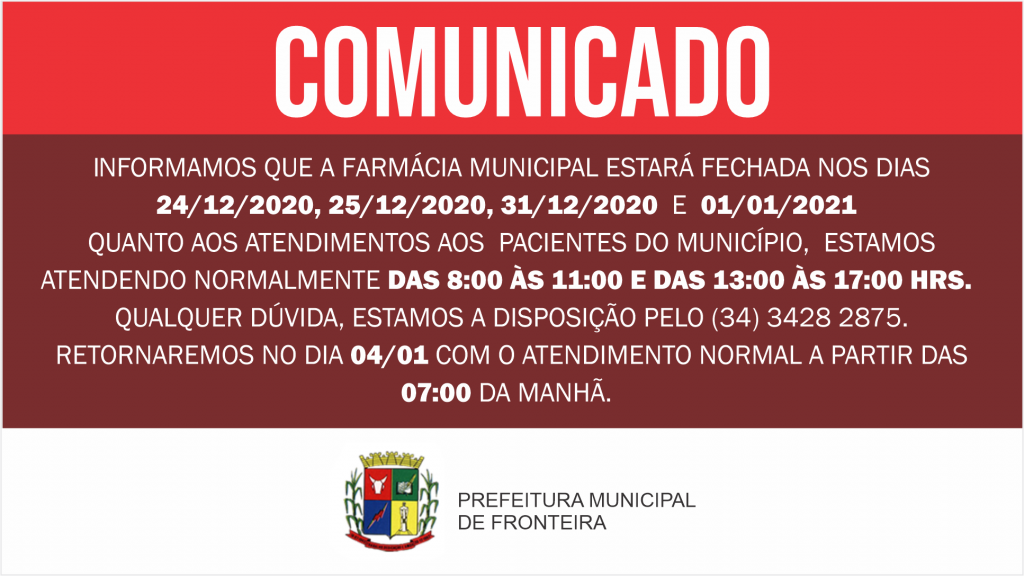 COMUNICADO
INFORMAMOS QUE A FARMÁCIA MUNICIPAL ESTARÁ FECHADA NOS DIAS
24/12/2020, 25/12/2020, 31/12/2020 E 01/01/2021
QUANTO AOS ATENDIMENTOS AOS PACIENTES DO MUNICÍPIO, ESTAMOS
ATENDENDO NORMALMENTE DAS 8:00 ÀS 11:00 E DAS 13:00 ÀS 17:00 HRS.
QUALQUER DÚVIDA, ESTAMOS A DISPOSIÇÃO PELO (34) 3428 2875.
RETORNAREMOS NO DIA 04/01 COM O ATENDIMENTO NORMAL A PARTIR DAS
07:00 DA MANHÃ.
PREFEITURA MUNICIPAL
DE FRONTEIRA